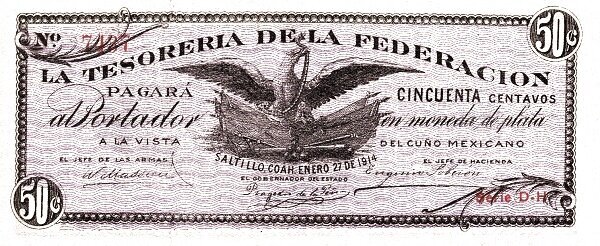 50¢
Nº
LA TESORERIA DE LA FEDERACION
PAGARÁ
al Portador
A LA VISTA
CINCUENTA CENTAVOS
en moneda de plata
DEL CUÑO MEXICANO
SALTILLO, COAH. ENERO 27 DE 1914
EL JEFE DE LAS ARMAS
EL GOBERNADOR DEL ESTADO
EL JEFE DE HACIENDA
Serie D-H
50¢